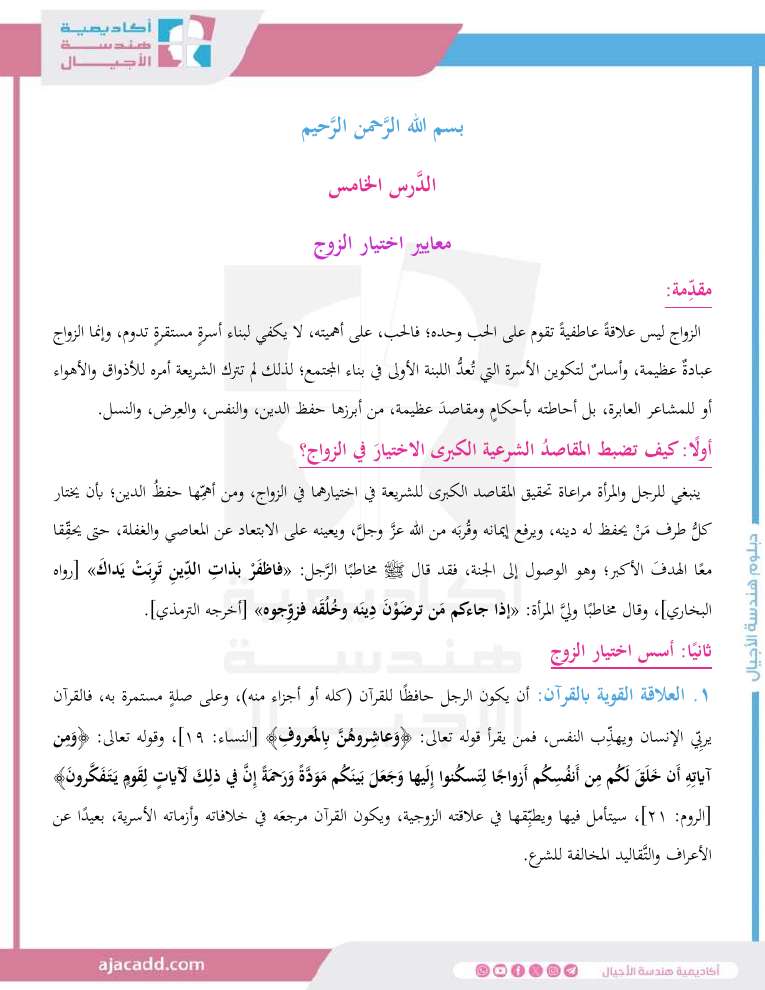 أكاديمية
هندسة
الأجيال
بسم الله الرَّحمن الرَّحيم
الدَّرس الخامس
معايير اختيار الزوج
مقدِّمة:
الزواج ليس علاقةً عاطفيةً تقوم على الحب وحده؛ فالحب، على أهميته، لا يكفي لبناء أسرةٍ مستقرةٍ تدوم، وإنما الزواج
عبادةٌ عظيمة، وأساسٌ لتكوين الأسرة التي تُعدُّ اللبنة الأولى في بناء المجتمع؛ لذلك لم تترك الشريعة أمره للأذواق والأهواء
أو للمشاعر العابرة، بل أحاطته بأحكامٍ ومقاصدَ عظيمة، من أبرزها حفظ الدين، والنفس، والعِرض، والنسل.
أولًا: كيف تضبط المقاصدُ الشرعية الكبرى الاختيارَ في الزواج؟
ينبغي للرجل والمرأة مراعاة تحقيق المقاصد الكبرى للشريعة في اختيارهما في الزواج، ومن أهمّها حفظُ الدين؛ بأن يختار
كلُّ طرف مَنْ يحفظ له دينه، ويرفع إيمانه وقُربَه من الله عزَّ وجلَّ، ويعينه على الابتعاد عن المعاصي والغفلة، حتى يحقِّقا
معًا الهدفَ الأكبر؛ وهو الوصول إلى الجنة، فقد قال ﷺ مخاطبًا الرَّجل: «فاظفَرْ بذاتِ الدِّينِ تَرِبَتْ يَداكَ» [رواه
البخاري]، وقال مخاطبًا وليَّ المرأة: «إذا جاءكم مَن ترضَوْنَ دِينَه وخُلُقَه فزوِّجوه» [أخرجه الترمذي].
ثانيًا: أسس اختيار الزوج
١. العلاقة القوية بالقرآن: أن يكون الرجل حافظًا للقرآن (كله أو أجزاء منه)، وعلى صلةٍ مستمرة به، فالقرآن
يربّي الإنسان ويهذِّب النفس، فمن يقرأ قوله تعالى: ﴿وَعاشِروهُنَّ بِالمَعروفِ﴾ [النساء: ١٩]، وقوله تعالى: ﴿وَمِن
آياتِهِ أَن خَلَقَ لَكُم مِن أَنفُسِكُم أَزواجًا لِتَسكُنوا إِلَيها وَجَعَلَ بَينَكُم مَوَدَّةً وَرَحمَةً إِنَّ في ذلِكَ لَآياتٍ لِقَومٍ يَتَفَكَّرونَ﴾
[الروم: ٢١]، سيتأمل فيها ويطبِّقها في علاقته الزوجية، ويكون القرآن مرجعَه في خلافاته وأزماته الأسرية، بعيدًا عن
الأعراف والتَّقاليد المخالفة للشرع.
دبلوم هندسة الأجيال
أكاديمية
هندسة
الأجيال
ajacadd.com
أكاديمية هندسة الأجيال